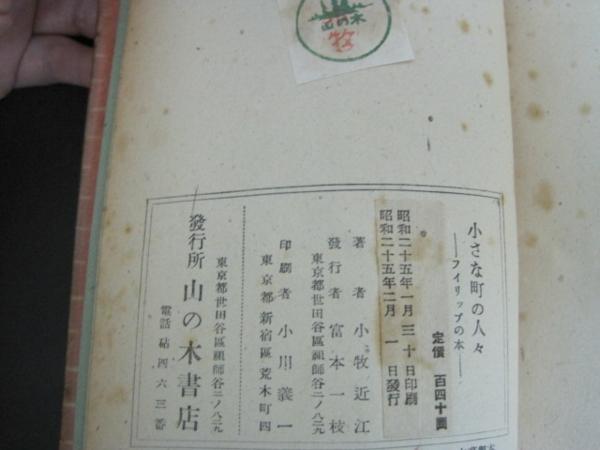 山の木
小さな町の人々
──フイリップの本──
定價 百四十圓
昭和二十五年一月三十日印刷
昭和二十五年二月一日發行
著者 小牧近江
發行者 富本一枝
東京都世田谷區祖師谷二ノ八二九
印刷者 小川義一
東京都新宿區荒木町四
東京都世田谷區祖師谷二ノ八二九
發行所 山の木書店
電話 砧四六三番